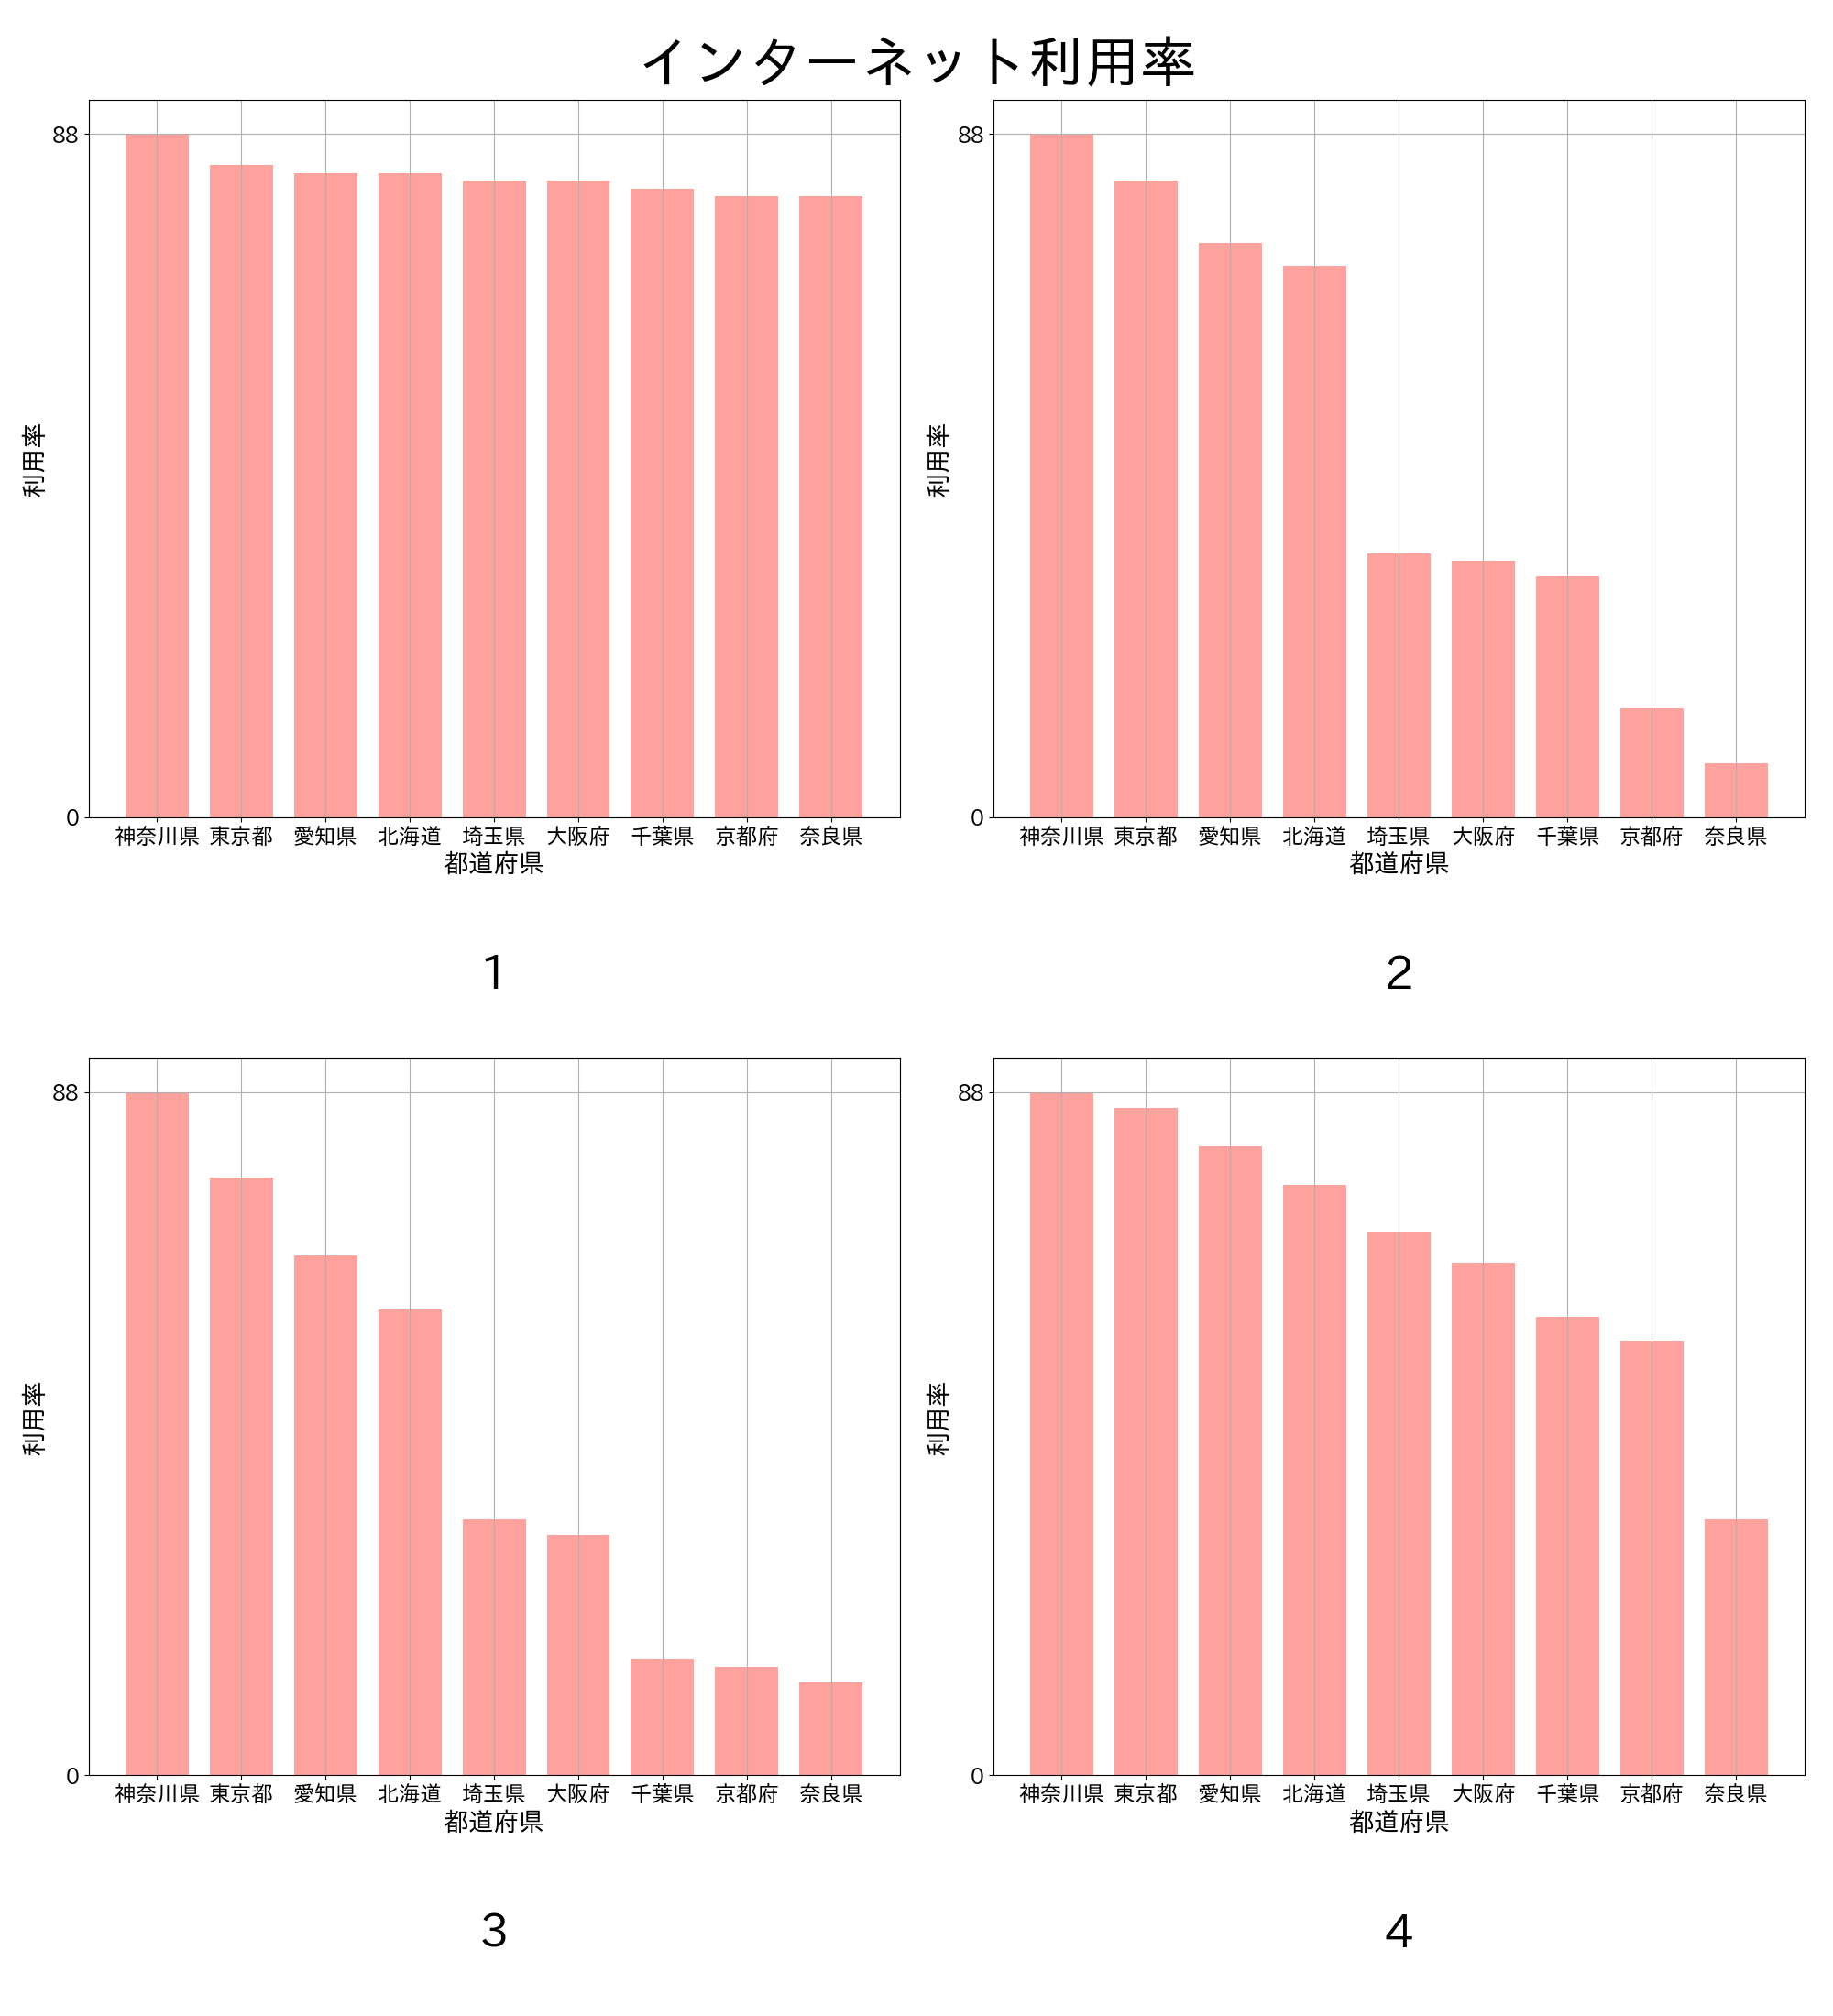 インターネット利用率
88
0
利用率
神奈川県 東京都 愛知県 北海道 埼玉県 大阪府 千葉県 京都府 奈良県
都道府県
1
88
0
利用率
神奈川県 東京都 愛知県 北海道 埼玉県 大阪府 千葉県 京都府 奈良県
都道府県
2
88
0
利用率
神奈川県 東京都 愛知県 北海道 埼玉県 大阪府 千葉県 京都府 奈良県
都道府県
3
88
0
利用率
神奈川県 東京都 愛知県 北海道 埼玉県 大阪府 千葉県 京都府 奈良県
都道府県
4